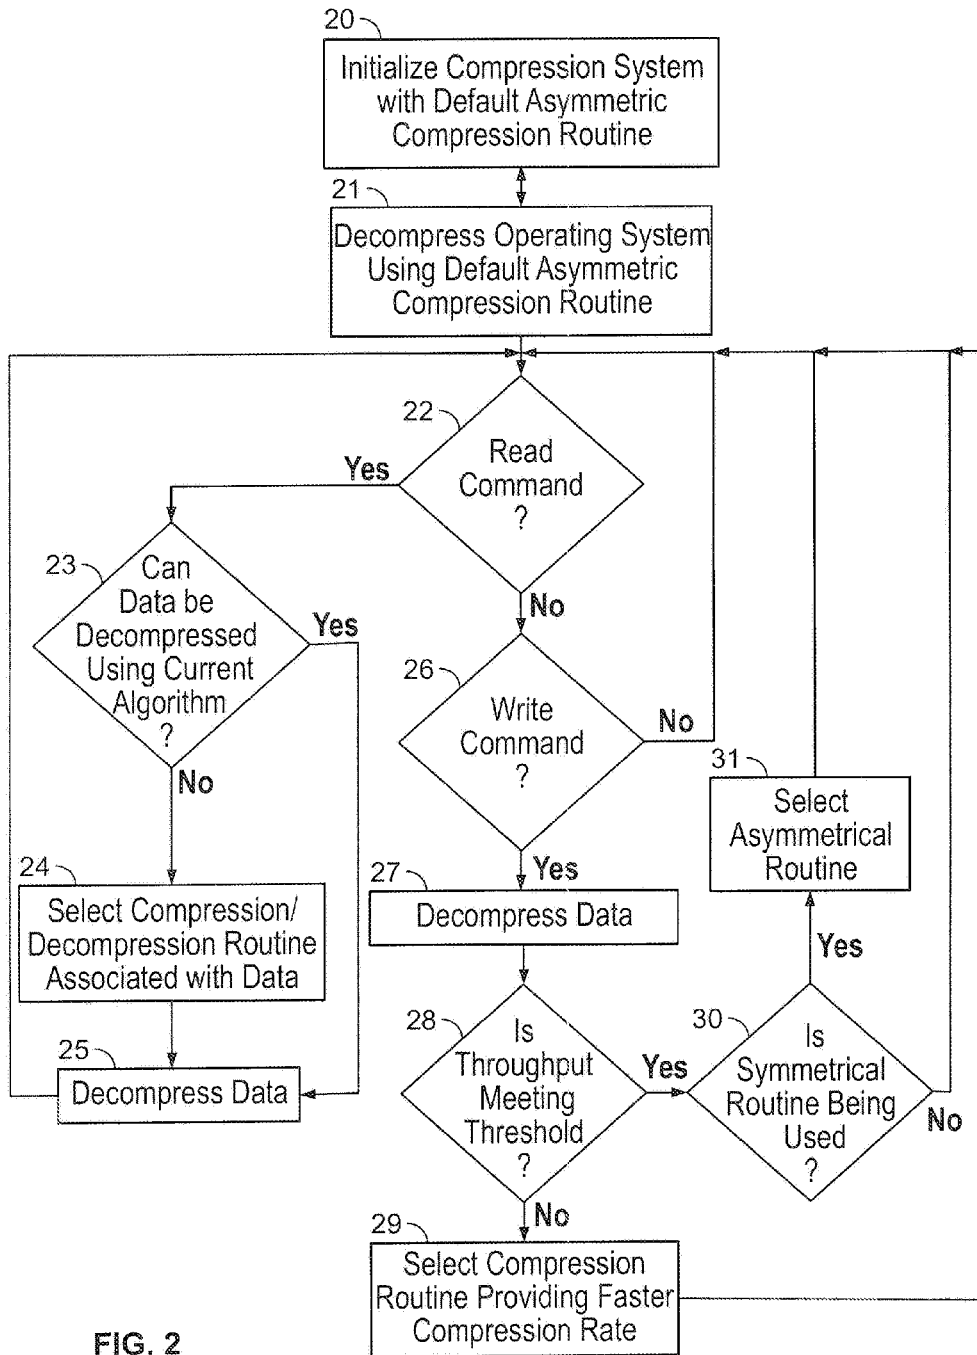 20
Initialize Compression System
with Default Asymmetric
Compression Routine
21
Decompress Operating System
Using Default Asymmetric
Compression Routine
22
Read
Command
?
Yes
No
23
Can
Data be
Decompressed
Using Current
Algorithm
?
Yes
No
24
Select Compression/
Decompression Routine
Associated with Data
25
Decompress Data
26
Write
Command
?
No
Yes
27
Decompress Data
28
Is
Throughput
Meeting
Threshold
?
Yes
No
29
Select Compression
Routine Providing Faster
Compression Rate
30
Is
Symmetrical
Routine Being
Used
?
Yes
No
31
Select
Asymmetrical
Routine
FIG. 2